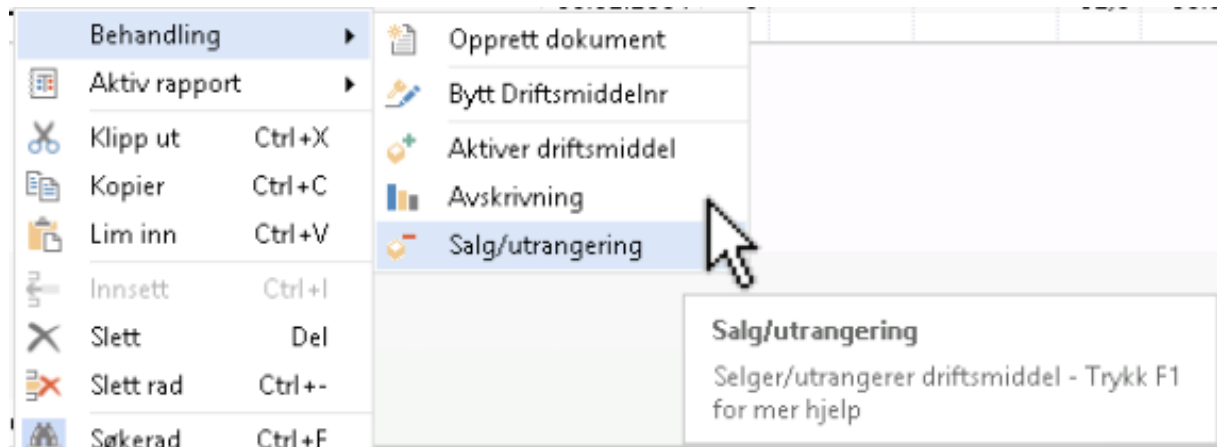 Behandling
Aktiv rapport
Klipp ut Ctrl+X
Kopier Ctrl+C
Lim inn Ctrl+V
Innsett Ctrl+I
Slett Del
Slett rad Ctrl+-
Søkerad Ctrl+F
Opprett dokument
Bytt Driftsmiddelnr
Aktiver driftsmiddel
Avskrivning
Salg/utrangering
Salg/utrangering
Selger/utrangerer driftsmiddel - Trykk F1
for mer hjelp